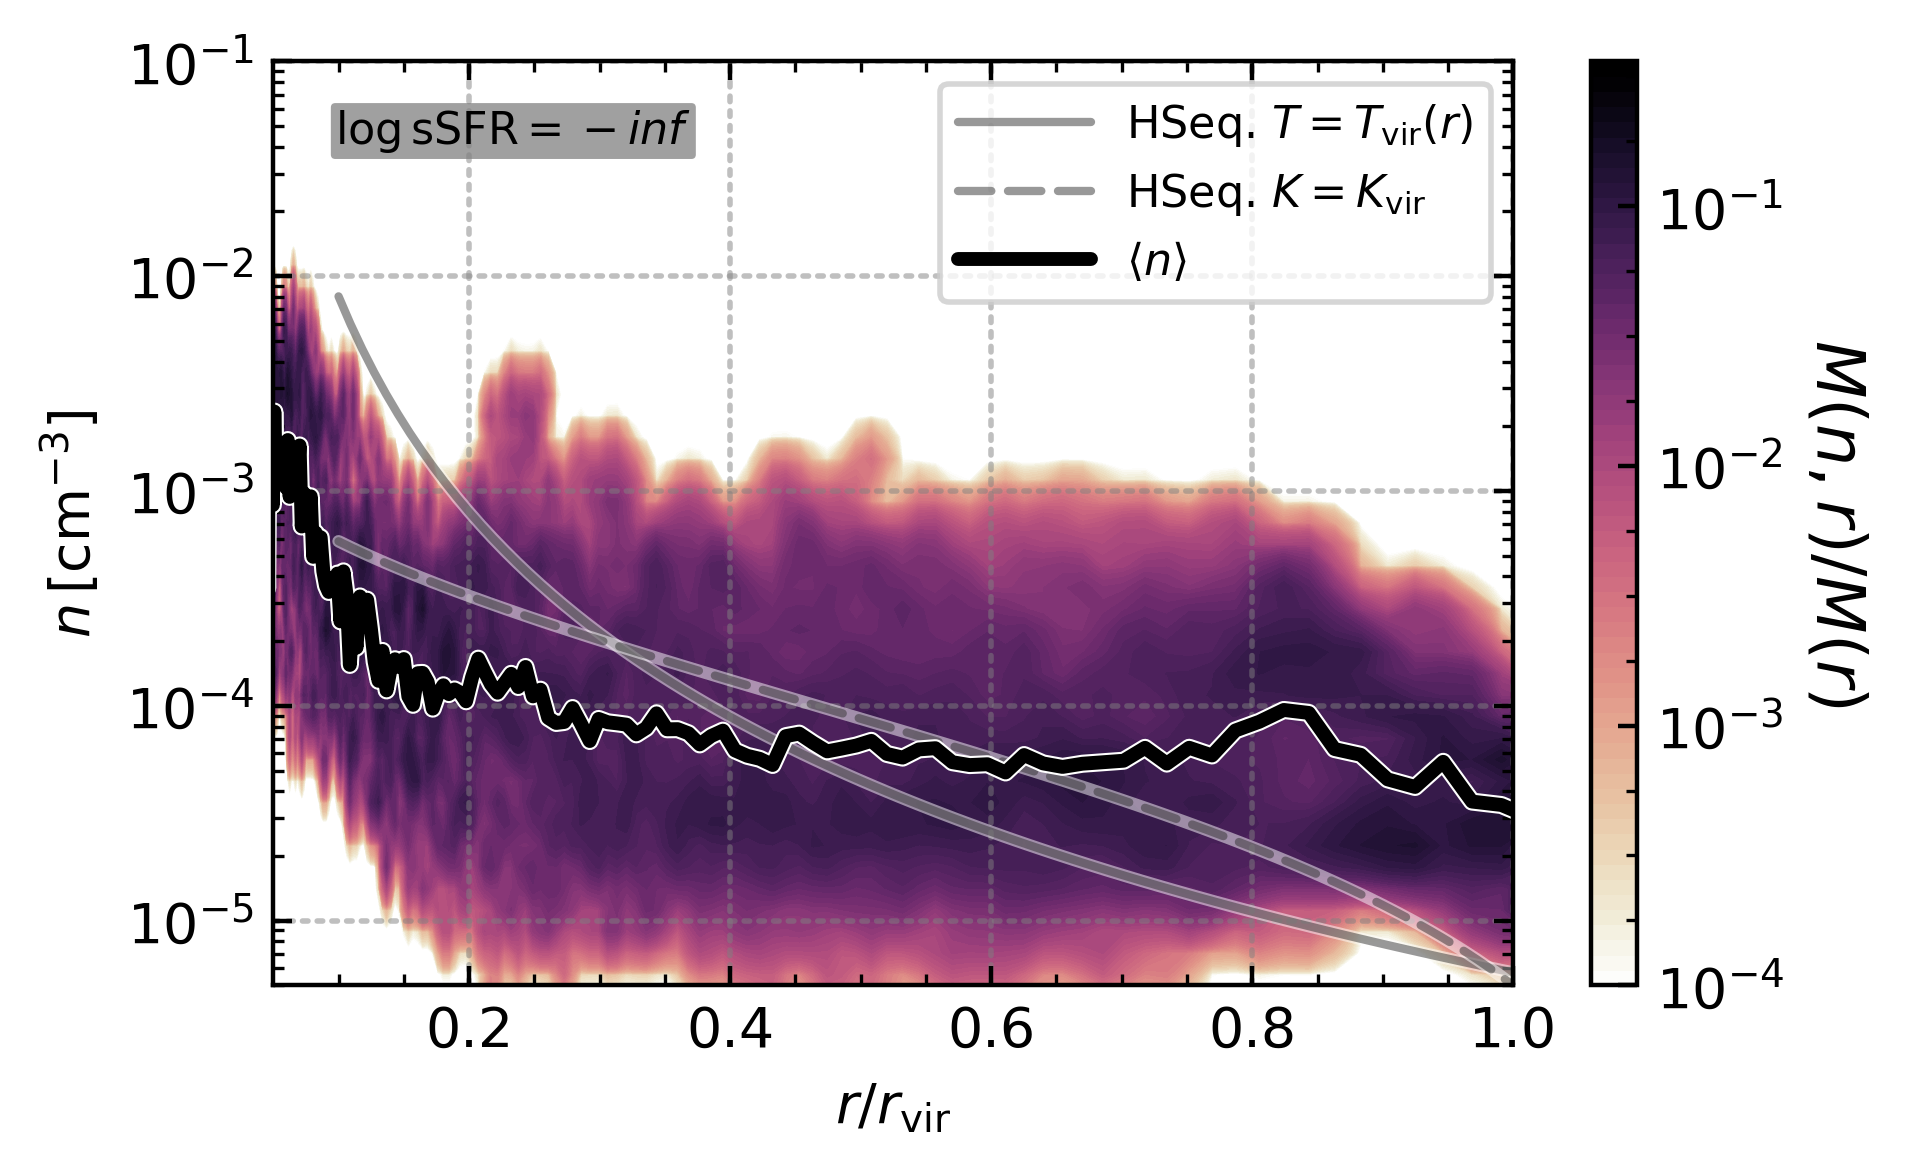 10⁻¹
10⁻²
10⁻³
10⁻⁴
10⁻⁵
n [cm⁻³]
log sSFR = −inf
HSeq. T = T_vir(r)
HSeq. K = K_vir
⟨n⟩
0.2 0.4 0.6 0.8 1.0
r/r_vir
10⁻¹
10⁻²
10⁻³
10⁻⁴
M(n, r)/M(r)